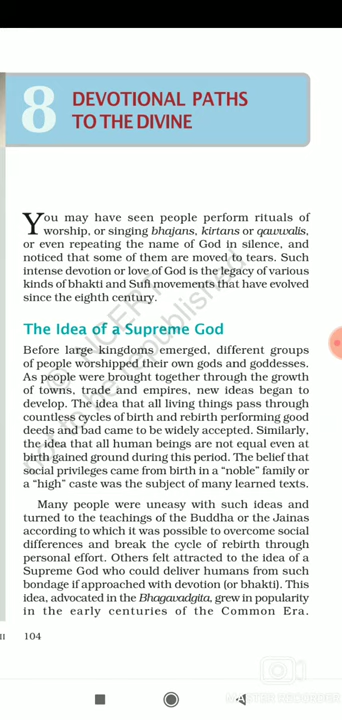 8
DEVOTIONAL PATHS
TO THE DIVINE
You may have seen people perform rituals of
worship, or singing bhajans, kirtans or qawwalis,
or even repeating the name of God in silence, and
noticed that some of them are moved to tears. Such
intense devotion or love of God is the legacy of various
kinds of bhakti and Sufi movements that have evolved
since the eighth century.
The Idea of a Supreme God
Before large kingdoms emerged, different groups
of people worshipped their own gods and goddesses.
As people were brought together through the growth
of towns, trade and empires, new ideas began to
develop. The idea that all living things pass through
countless cycles of birth and rebirth performing good
deeds and bad came to be widely accepted. Similarly,
the idea that all human beings are not equal even at
birth gained ground during this period. The belief that
social privileges came from birth in a “noble” family or
a “high” caste was the subject of many learned texts.
Many people were uneasy with such ideas and
turned to the teachings of the Buddha or the Jainas
according to which it was possible to overcome social
differences and break the cycle of rebirth through
personal effort. Others felt attracted to the idea of a
Supreme God who could deliver humans from such
bondage if approached with devotion (or bhakti). This
idea, advocated in the Bhagavadgita, grew in popularity
in the early centuries of the Common Era.
104
© NCERT
not to be republished
MASTER RECORDER